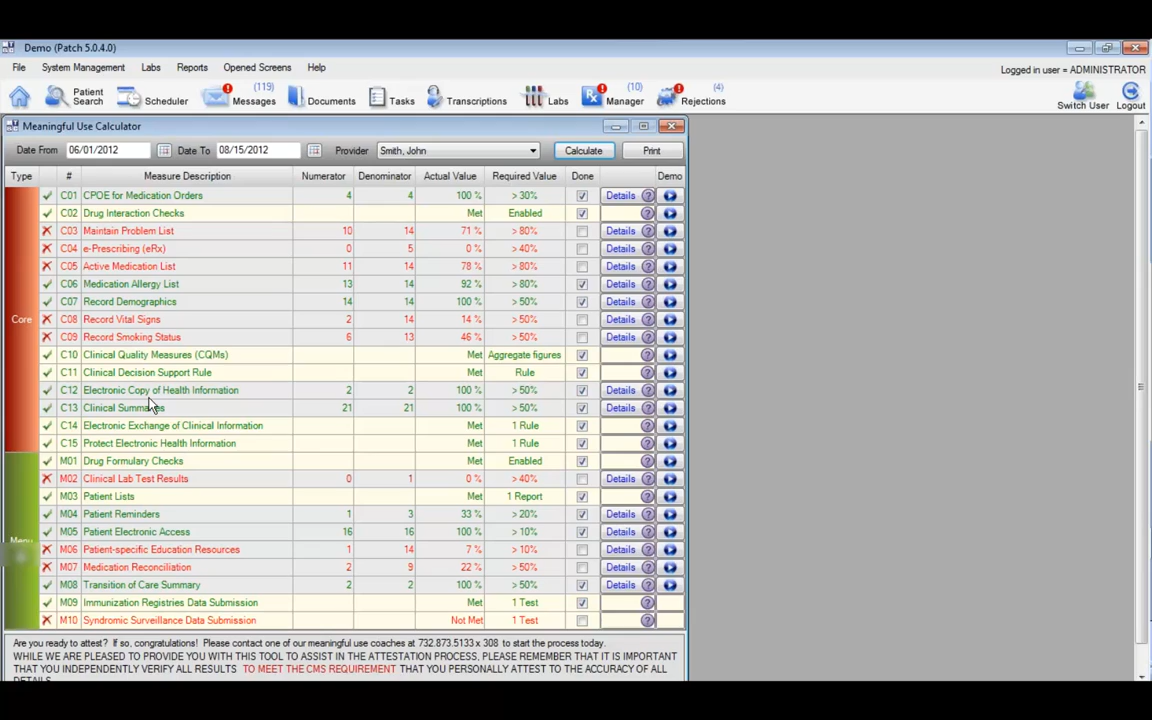 Demo (Patch 5.0.4.0)
File System Management Labs Reports Opened Screens Help
Logged in user = ADMINISTRATOR
Patient Search Scheduler (119) Messages Documents Tasks Transcriptions Labs (10) Manager (4) Rejections Switch User Logout
Meaningful Use Calculator
Date From 06/01/2012 Date To 08/15/2012 Provider Smith, John Calculate Print
Type # Measure Description Numerator Denominator Actual Value Required Value Done Demo
Core
C01 CPOE for Medication Orders 4 4 100 % > 30% Details ?
C02 Drug Interaction Checks Met Enabled ?
C03 Maintain Problem List 10 14 71 % > 80% Details ?
C04 e-Prescribing (eRx) 0 5 0 % > 40% Details ?
C05 Active Medication List 11 14 78 % > 80% Details ?
C06 Medication Allergy List 13 14 92 % > 80% Details ?
C07 Record Demographics 14 14 100 % > 50% Details ?
C08 Record Vital Signs 2 14 14 % > 50% Details ?
C09 Record Smoking Status 6 13 46 % > 50% Details ?
C10 Clinical Quality Measures (CQMs) Met Aggregate figures ?
C11 Clinical Decision Support Rule Met Rule ?
C12 Electronic Copy of Health Information 2 2 100 % > 50% Details ?
C13 Clinical Summaries 21 21 100 % > 50% Details ?
C14 Electronic Exchange of Clinical Information Met 1 Rule ?
C15 Protect Electronic Health Information Met 1 Rule ?
Menu
M01 Drug Formulary Checks Met Enabled ?
M02 Clinical Lab Test Results 0 1 0 % > 40% Details ?
M03 Patient Lists Met 1 Report ?
M04 Patient Reminders 1 3 33 % > 20% Details ?
M05 Patient Electronic Access 16 16 100 % > 10% Details ?
M06 Patient-specific Education Resources 1 14 7 % > 10% Details ?
M07 Medication Reconciliation 2 9 22 % > 50% Details ?
M08 Transition of Care Summary 2 2 100 % > 50% Details ?
M09 Immunization Registries Data Submission Met 1 Test ?
M10 Syndromic Surveillance Data Submission Not Met 1 Test ?
Are you ready to attest? If so, congratulations! Please contact one of our meaningful use coaches at 732.873.5133 x 308 to start the process today.
WHILE WE ARE PLEASED TO PROVIDE YOU WITH THIS TOOL TO ASSIST IN THE ATTESTATION PROCESS, PLEASE REMEMBER THAT IT IS IMPORTANT
THAT YOU INDEPENDENTLY VERIFY ALL RESULTS TO MEET THE CMS REQUIREMENT THAT YOU PERSONALLY ATTEST TO THE ACCURACY OF ALL
DETAILS